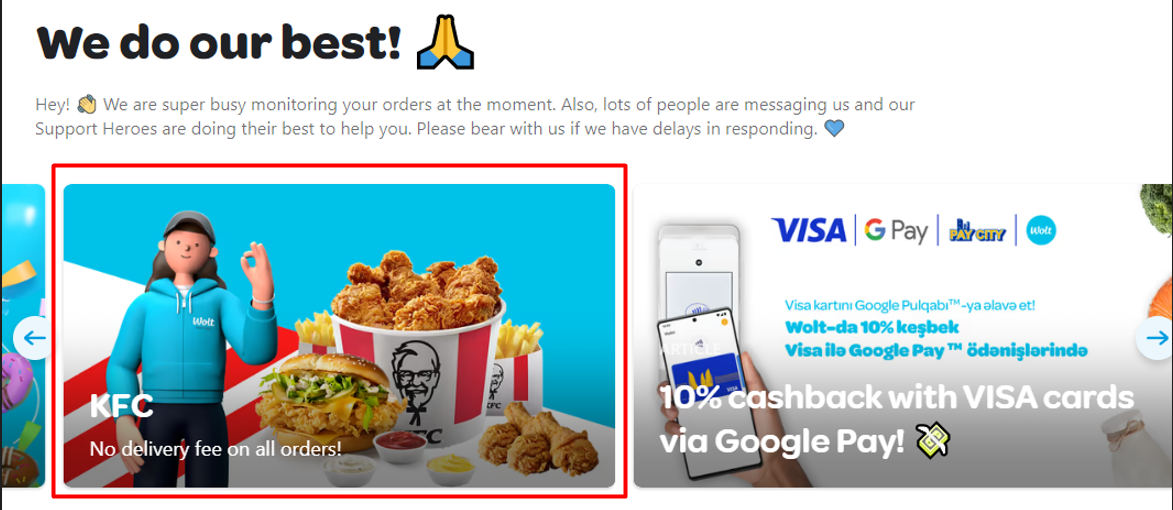 We do our best! 🙏
Hey! 👋 We are super busy monitoring your orders at the moment. Also, lots of people are messaging us and our
Support Heroes are doing their best to help you. Please bear with us if we have delays in responding. 💙
Wolt
KFC
KFC
KFC
No delivery fee on all orders!
VISA
G Pay
PAY CITY
Wolt
Visa kartını Google Pulqabı™-ya əlavə et!
Wolt-da 10% keşbek
Visa ilə Google Pay™ ödənişlərində
ARTICLE
10% cashback with VISA cards
via Google Pay! 💸